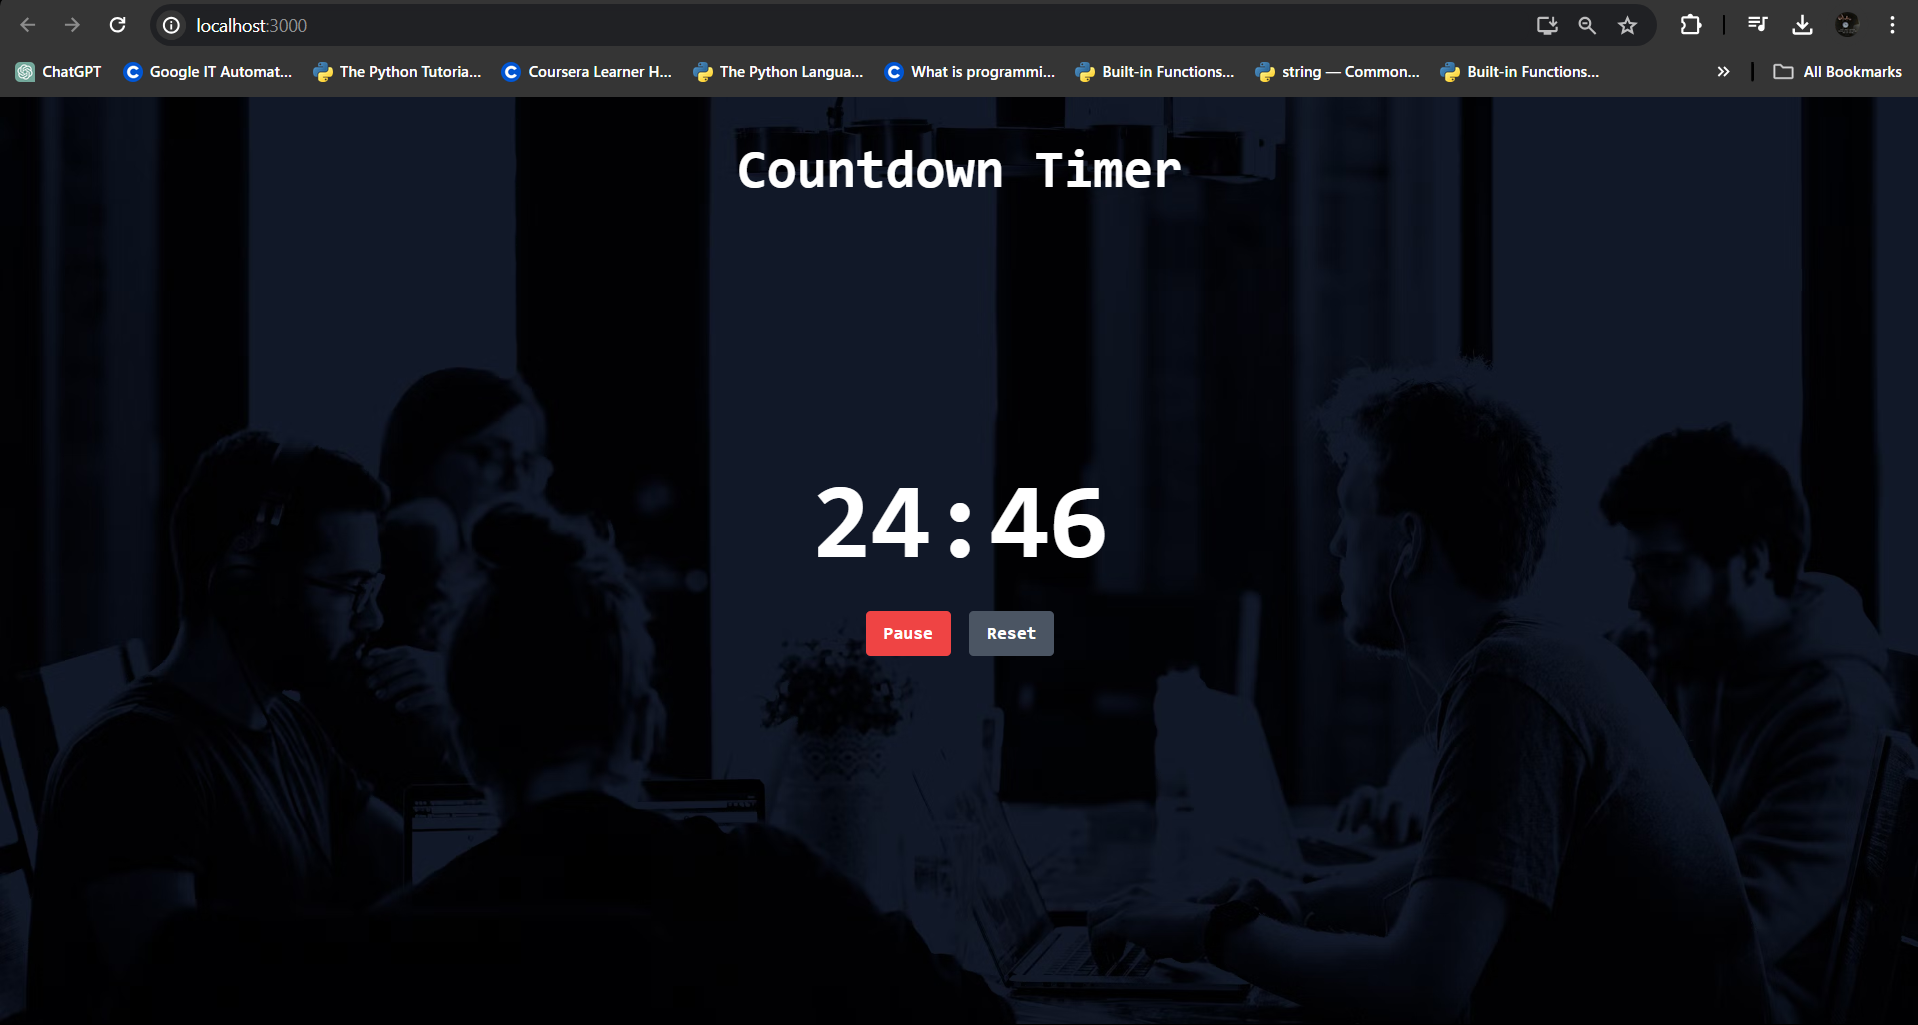 localhost:3000
ChatGPT Google IT Automat... The Python Tutoria... Coursera Learner H... The Python Langua... What is programmi... Built-in Functions... string — Common... Built-in Functions... All Bookmarks
Countdown Timer
24:46
Pause Reset